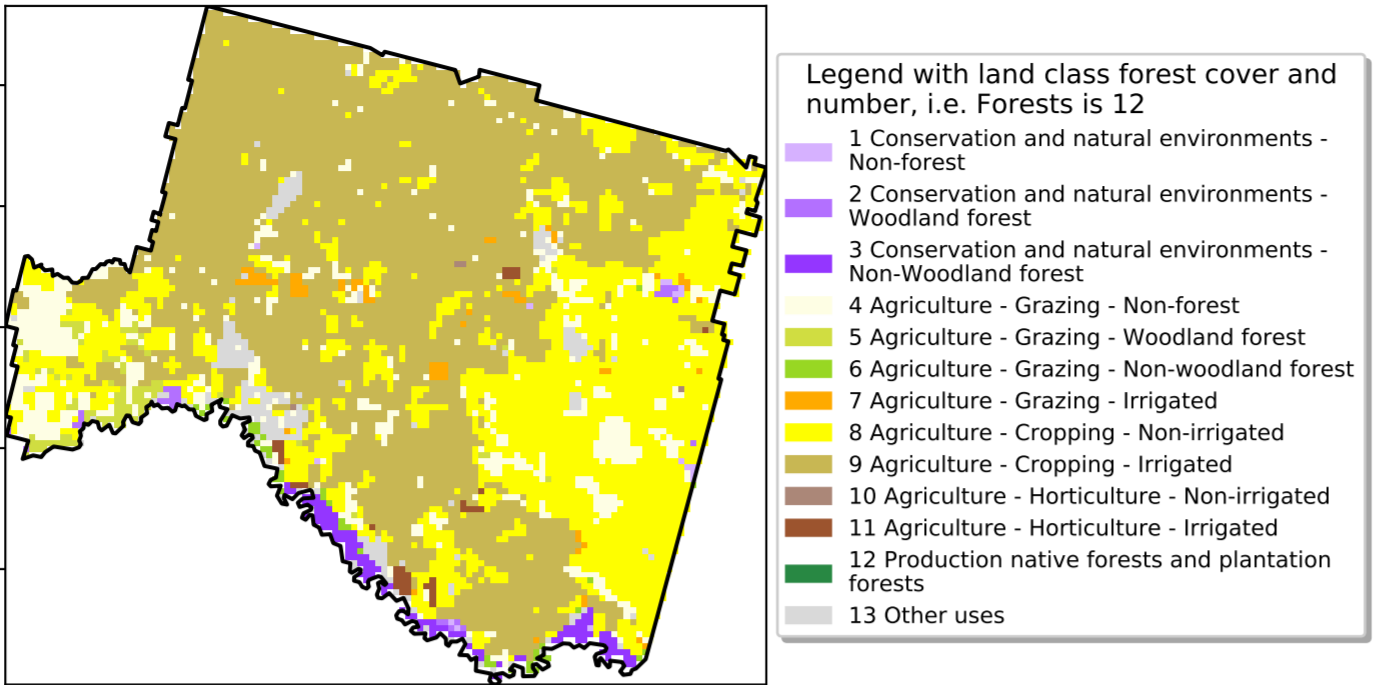 Legend with land class forest cover and
number, i.e. Forests is 12
1 Conservation and natural environments -
Non-forest
2 Conservation and natural environments -
Woodland forest
3 Conservation and natural environments -
Non-Woodland forest
4 Agriculture - Grazing - Non-forest
5 Agriculture - Grazing - Woodland forest
6 Agriculture - Grazing - Non-woodland forest
7 Agriculture - Grazing - Irrigated
8 Agriculture - Cropping - Non-irrigated
9 Agriculture - Cropping - Irrigated
10 Agriculture - Horticulture - Non-irrigated
11 Agriculture - Horticulture - Irrigated
12 Production native forests and plantation
forests
13 Other uses